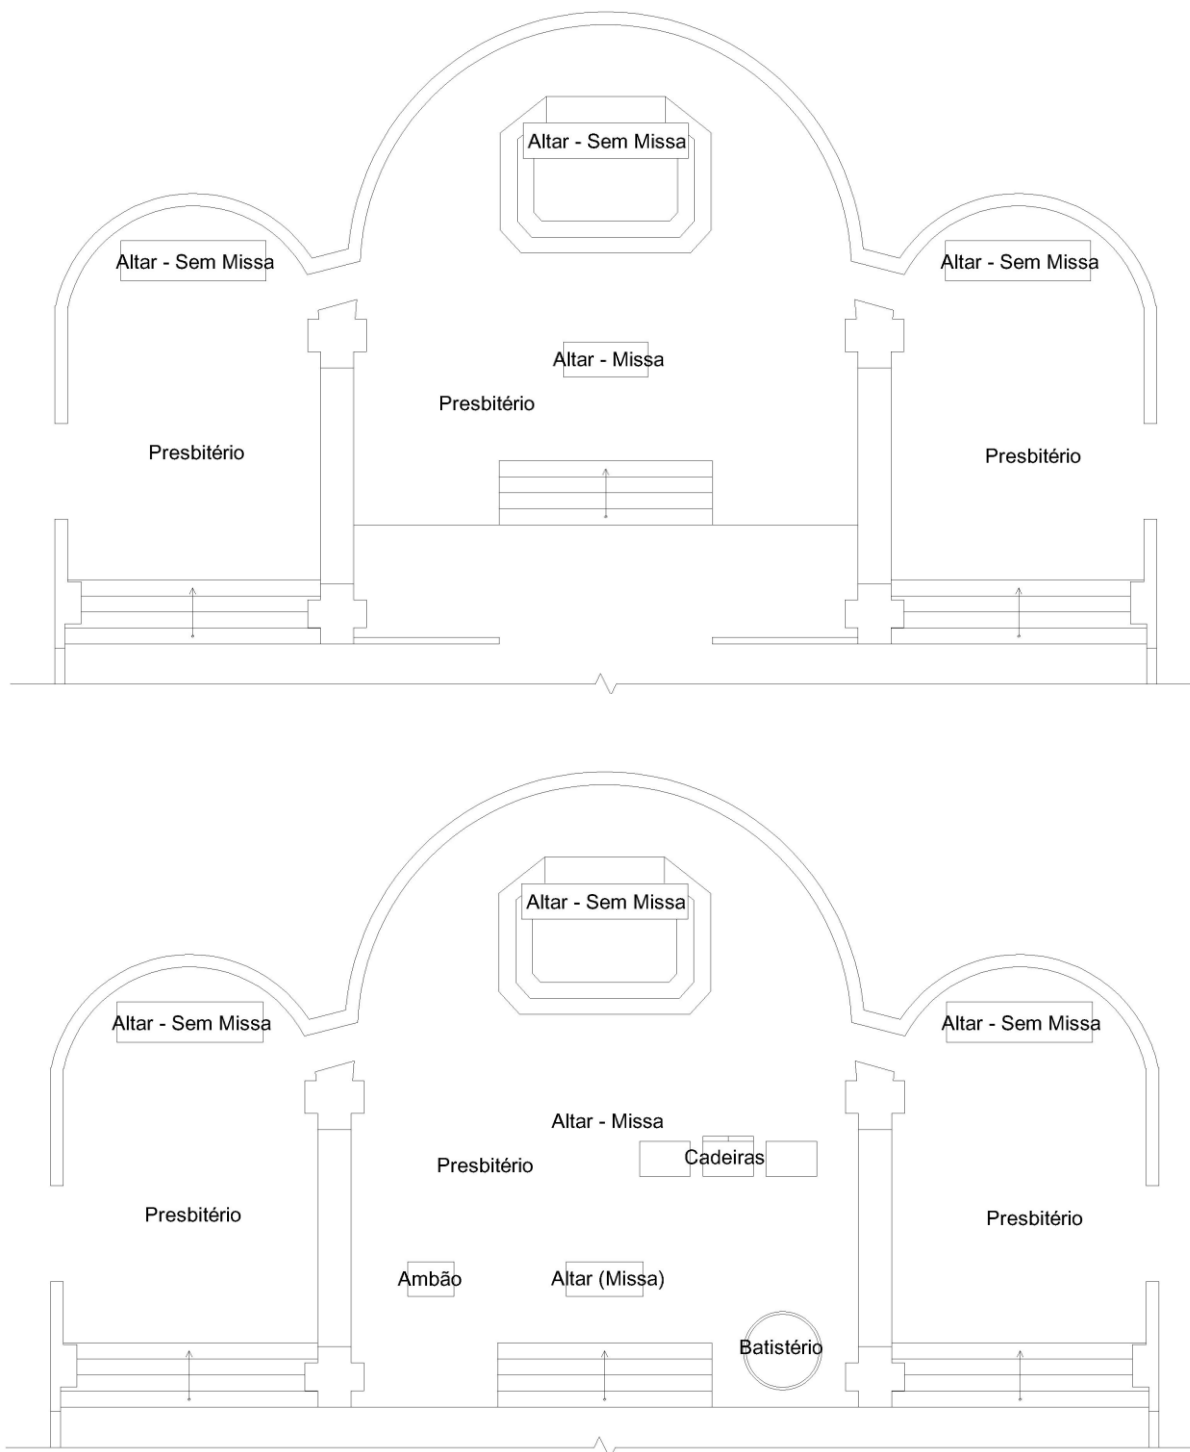 Altar - Sem Missa
Altar - Sem Missa
Altar - Sem Missa
Altar - Missa
Presbitério
Presbitério
Presbitério
Altar - Sem Missa
Altar - Sem Missa
Altar - Sem Missa
Altar - Missa
Cadeiras
Presbitério
Presbitério
Presbitério
Ambão
Altar (Missa)
Batistério